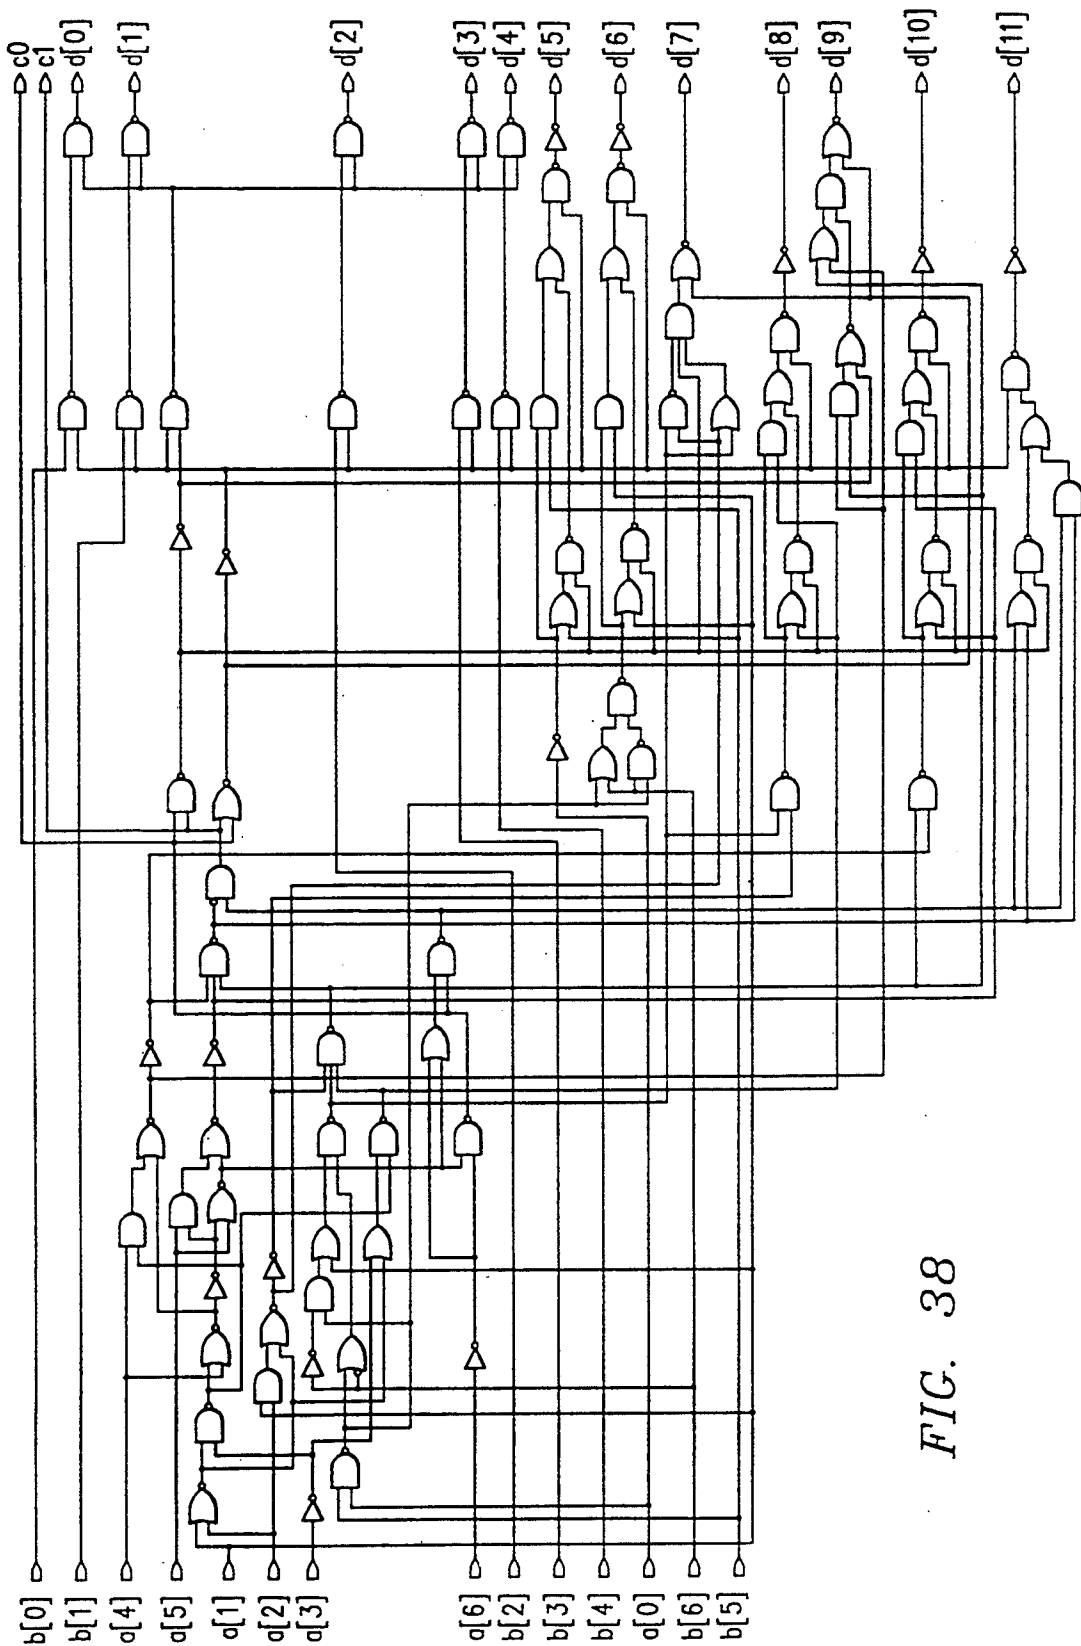 c0
c1
d[0]
d[1]
d[2]
d[3]
d[4]
d[5]
d[6]
d[7]
d[8]
d[9]
d[10]
d[11]
b[0]
b[1]
a[4]
a[5]
a[1]
a[2]
a[3]
a[6]
b[2]
b[3]
b[4]
a[0]
b[6]
b[5]
FIG. 38